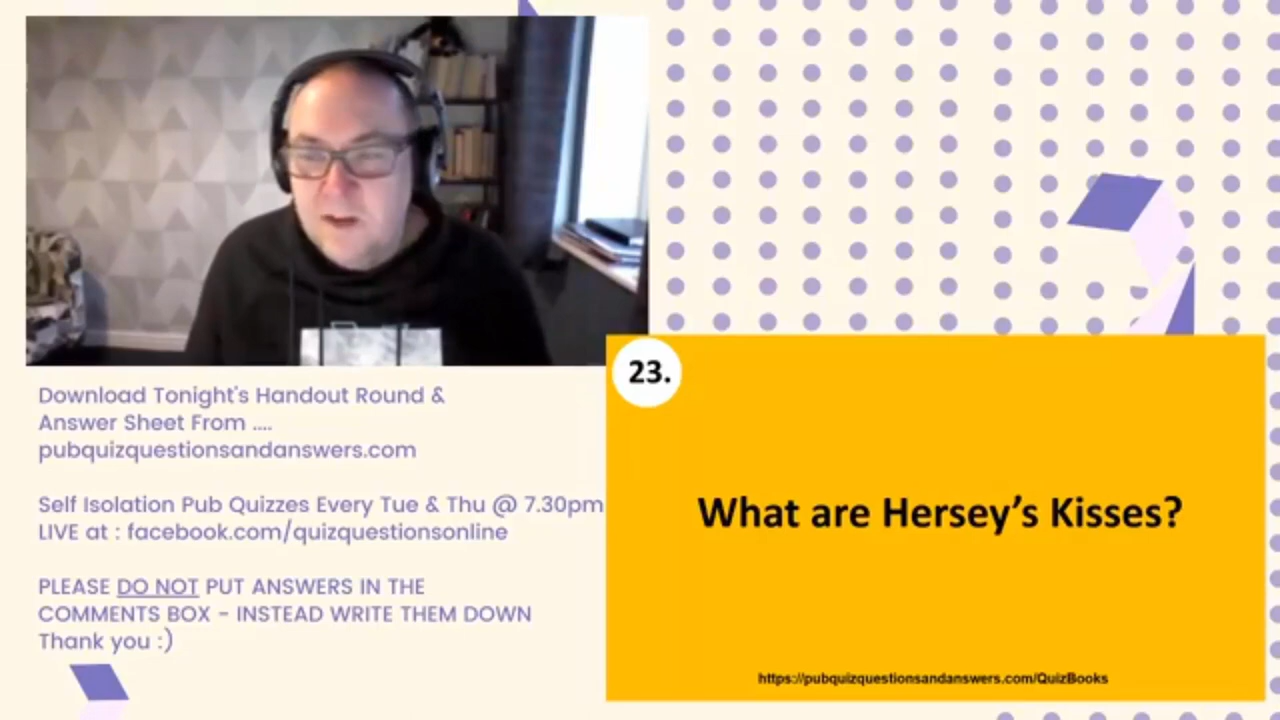 Download Tonight's Handout Round &
Answer Sheet From ....
pubquizquestionsandanswers.com
Self Isolation Pub Quizzes Every Tue & Thu @ 7.30pm
LIVE at : facebook.com/quizquestionsonline
PLEASE DO NOT PUT ANSWERS IN THE
COMMENTS BOX - INSTEAD WRITE THEM DOWN
Thank you :)
23.
What are Hersey’s Kisses?
https://pubquizquestionsandanswers.com/QuizBooks